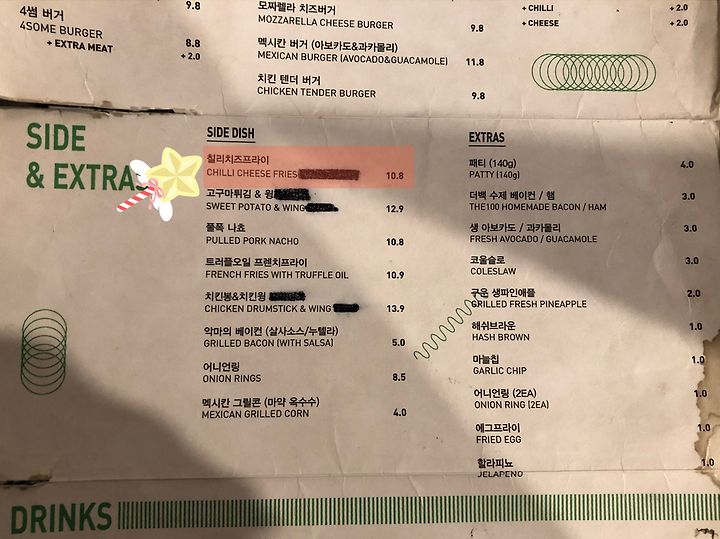 4썸 버거 9.8
4SOME BURGER
+ EXTRA MEAT 8.8
+ 2.0
모짜렐라 치즈버거
MOZZARELLA CHEESE BURGER 9.8
멕시칸 버거 (아보카도&과카몰리)
MEXICAN BURGER (AVOCADO&GUACAMOLE) 11.8
치킨 텐더 버거
CHICKEN TENDER BURGER 9.8
+ CHILLI + 2.0
+ CHEESE + 2.0
SIDE
& EXTRAS
SIDE DISH
칠리치즈프라이
CHILLI CHEESE FRIES 10.8
고구마튀김 & 윙
SWEET POTATO & WING 12.9
풀폭 나쵸
PULLED PORK NACHO 10.8
트러플오일 프렌치프라이
FRENCH FRIES WITH TRUFFLE OIL 10.9
치킨봉&치킨윙
CHICKEN DRUMSTICK & WING 13.9
악마의 베이컨 (살사소스/누텔라)
GRILLED BACON (WITH SALSA) 5.0
어니언링
ONION RINGS 8.5
멕시칸 그릴콘 (마약 옥수수)
MEXICAN GRILLED CORN 4.0
EXTRAS
패티 (140g)
PATTY (140g) 4.0
더백 수제 베이컨 / 햄
THE100 HOMEMADE BACON / HAM 3.0
생 아보카도 / 과카몰리
FRESH AVOCADO / GUACAMOLE 3.0
코울슬로
COLESLAW 3.0
구운 생파인애플
GRILLED FRESH PINEAPPLE 2.0
해쉬브라운
HASH BROWN 1.0
마늘칩
GARLIC CHIP 1.0
어니언링 (2EA)
ONION RING (2EA) 1.0
에그프라이
FRIED EGG 1.0
할라피뇨
JELAPENO 1.0
DRINKS